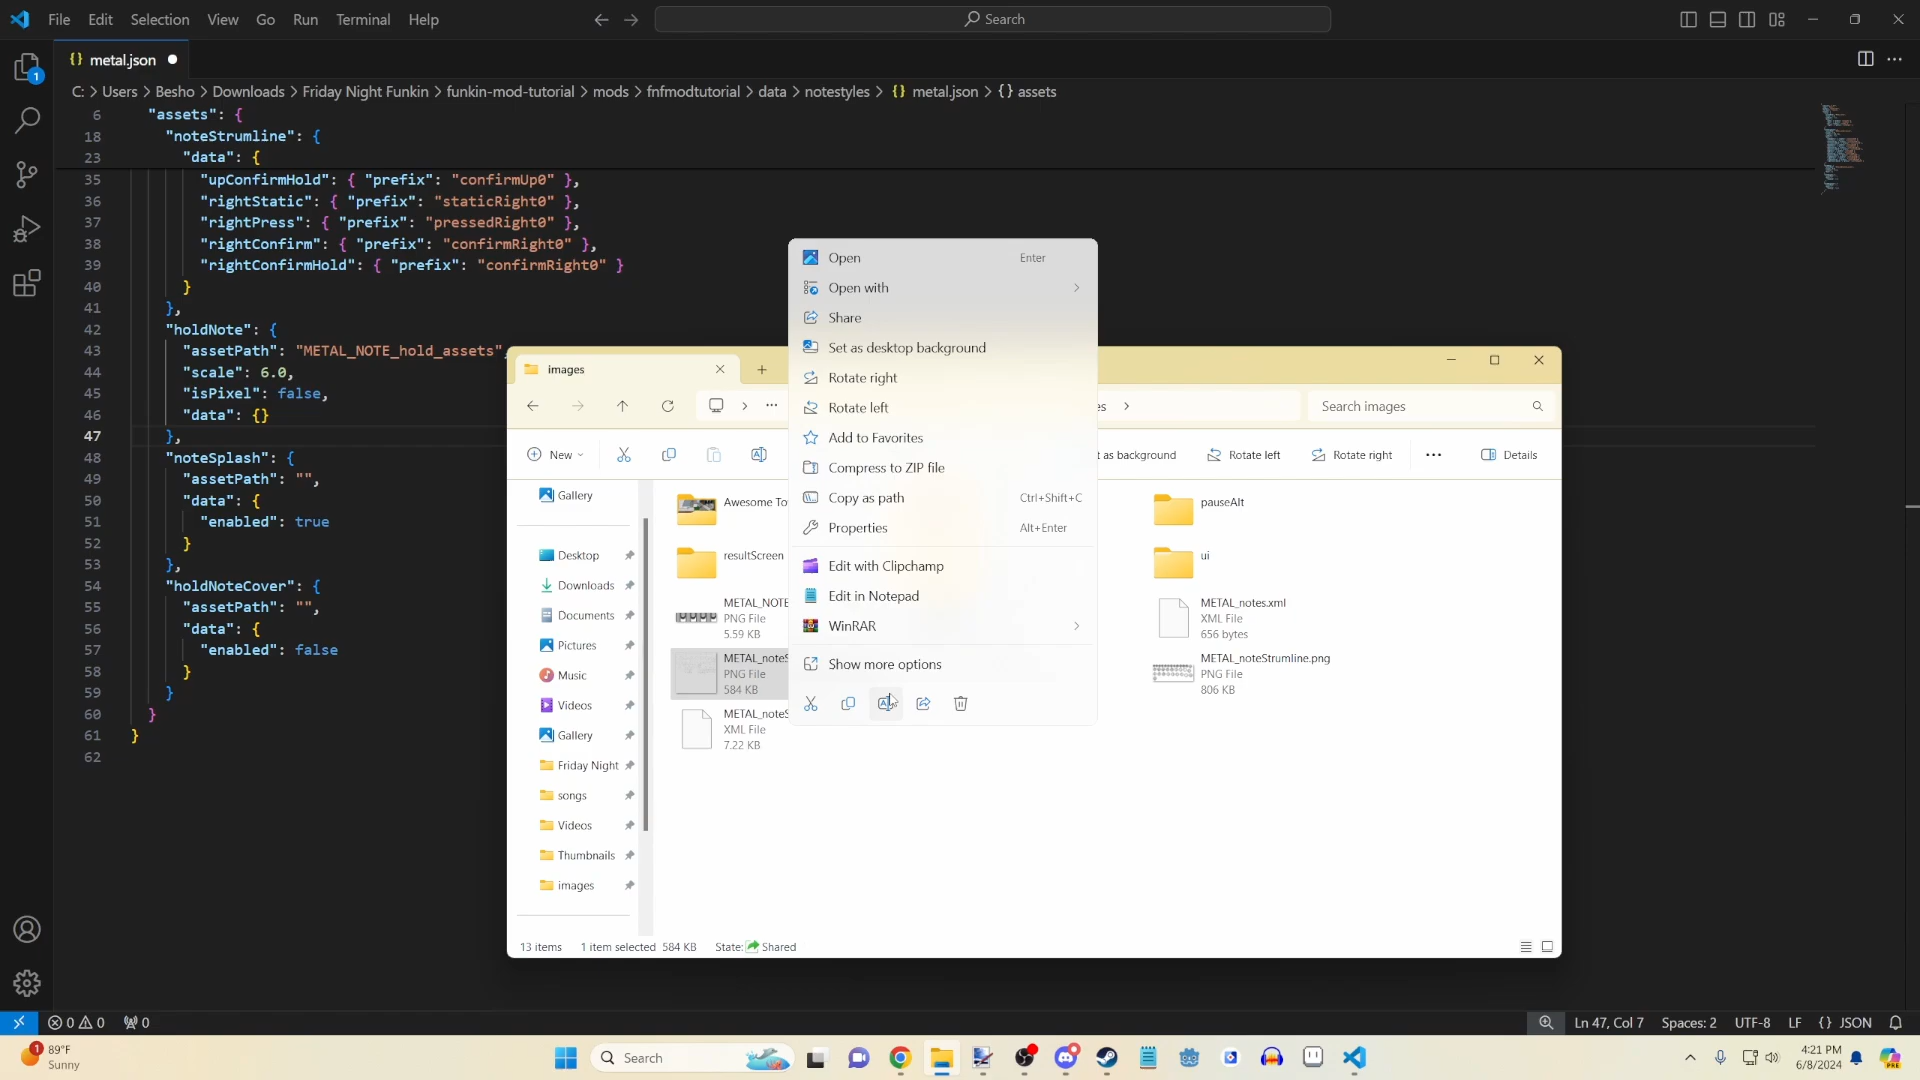 File Edit Selection View Go Run Terminal Help
Search
metal.json
C: > Users > Besho > Downloads > Friday Night Funkin > funkin-mod-tutorial > mods > fnfmodtutorial > data > notestyles > {} metal.json > {} assets
6 "assets": {
18 "noteStrumline": {
23 "data": {
35 "upConfirmHold": { "prefix": "confirmUp0" },
36 "rightStatic": { "prefix": "staticRight0" },
37 "rightPress": { "prefix": "pressedRight0" },
38 "rightConfirm": { "prefix": "confirmRight0" },
39 "rightConfirmHold": { "prefix": "confirmRight0" }
40 }
41 },
42 "holdNote": {
43 "assetPath": "METAL_NOTE_hold_assets",
44 "scale": 6.0,
45 "isPixel": false,
46 "data": {}
47 },
48 "noteSplash": {
49 "assetPath": "",
50 "data": {
51 "enabled": true
52 }
53 },
54 "holdNoteCover": {
55 "assetPath": "",
56 "data": {
57 "enabled": false
58 }
59 }
60 }
61 }
62
images
Search images
New
t as background
Rotate left
Rotate right
Details
Gallery
Desktop
Downloads
Documents
Pictures
Music
Videos
Gallery
Friday Night
songs
Videos
Thumbnails
images
Awesome To
pauseAlt
resultScreen
ui
METAL_NOTE
PNG File
5.59 KB
METAL_notes.xml
XML File
656 bytes
METAL_noteS
PNG File
584 KB
METAL_noteStrumline.png
PNG File
806 KB
METAL_noteS
XML File
7.22 KB
13 items 1 item selected 584 KB State: Shared
Open Enter
Open with
Share
Set as desktop background
Rotate right
Rotate left
Add to Favorites
Compress to ZIP file
Copy as path Ctrl+Shift+C
Properties Alt+Enter
Edit with Clipchamp
Edit in Notepad
WinRAR
Show more options
0 0 0
Ln 47, Col 7 Spaces: 2 UTF-8 LF {} JSON
1
89°F
Sunny
Search
4:21 PM
6/8/2024